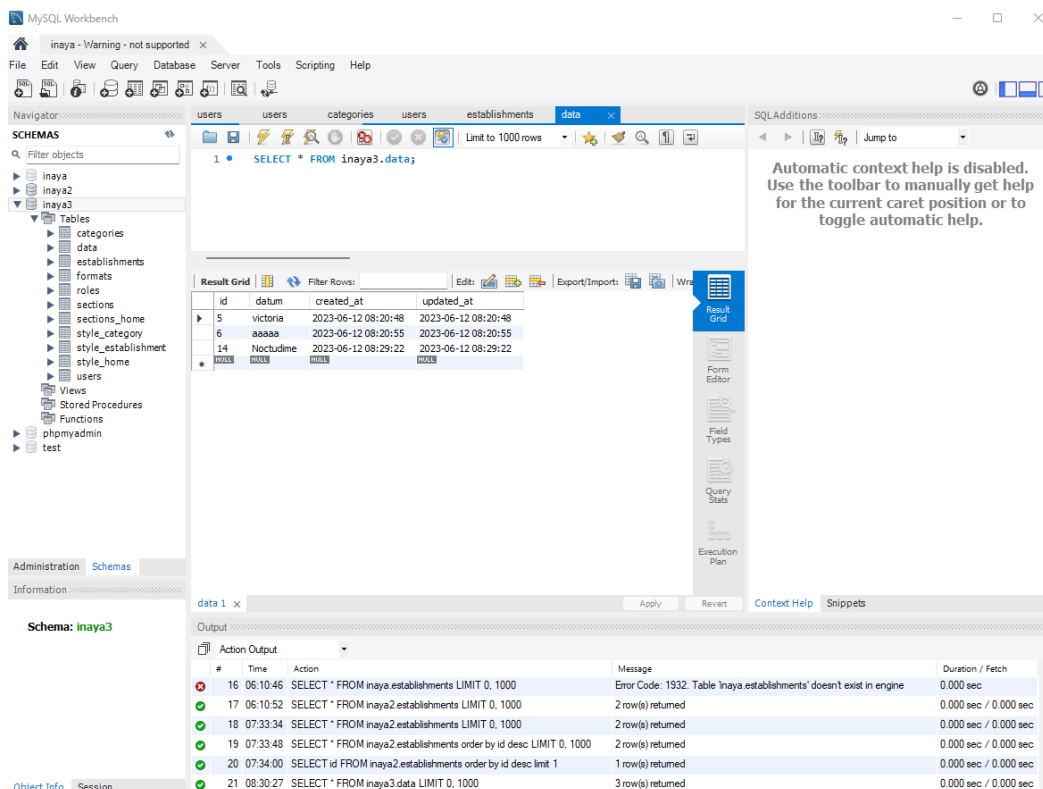 MySQL Workbench
inaya - Warning - not supported
File Edit View Query Database Server Tools Scripting Help
Navigator
SCHEMAS
Filter objects
inaya
inaya2
inaya3
Tables
categories
data
establishments
formats
roles
sections
sections_home
style_category
style_establishment
style_home
users
Views
Stored Procedures
Functions
phpmyadmin
test
Administration Schemas
Information
Schema: inaya3
Object Info Session
users users categories users establishments data
Limit to 1000 rows
1 SELECT * FROM inaya3.data;
Result Grid Filter Rows: Edit: Export/Import: Wra
id datum created_at updated_at
5 victoria 2023-06-12 08:20:48 2023-06-12 08:20:48
6 aaaaa 2023-06-12 08:20:55 2023-06-12 08:20:55
14 Noctudime 2023-06-12 08:29:22 2023-06-12 08:29:22
NULL NULL NULL NULL
Result
Grid
Form
Editor
Field
Types
Query
Stats
Execution
Plan
data 1 Apply Revert
SQLAdditions
Jump to
Automatic context help is disabled.
Use the toolbar to manually get help
for the current caret position or to
toggle automatic help.
Context Help Snippets
Output
Action Output
# Time Action Message Duration / Fetch
16 06:10:46 SELECT * FROM inaya.establishments LIMIT 0, 1000 Error Code: 1932. Table 'inaya.establishments' doesn't exist in engine 0.000 sec
17 06:10:52 SELECT * FROM inaya2.establishments LIMIT 0, 1000 2 row(s) returned 0.000 sec / 0.000 sec
18 07:33:34 SELECT * FROM inaya2.establishments LIMIT 0, 1000 2 row(s) returned 0.000 sec / 0.000 sec
19 07:33:48 SELECT * FROM inaya2.establishments order by id desc LIMIT 0, 1000 2 row(s) returned 0.000 sec / 0.000 sec
20 07:34:00 SELECT id FROM inaya2.establishments order by id desc limit 1 1 row(s) returned 0.000 sec / 0.000 sec
21 08:30:27 SELECT * FROM inaya3.data LIMIT 0, 1000 3 row(s) returned 0.000 sec / 0.000 sec